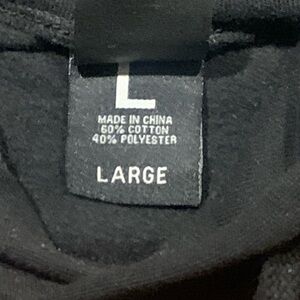 L
MADE IN CHINA
60% COTTON
40% POLYESTER
LARGE